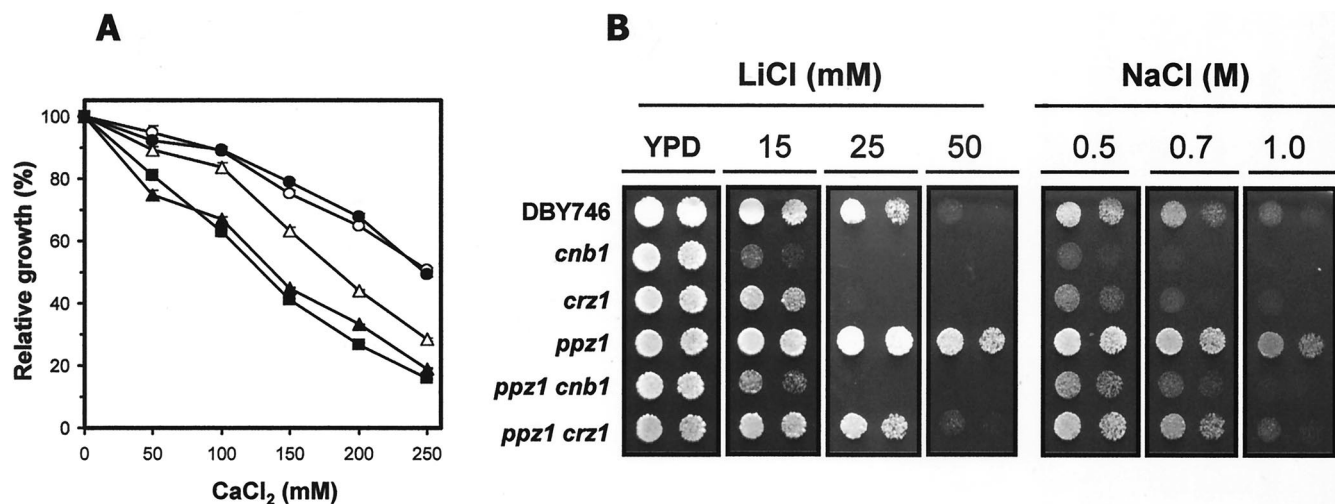 A
B
LiCl (mM)
NaCl (M)
YPD 15 25 50 0.5 0.7 1.0
DBY746
cnb1
crz1
ppz1
ppz1 cnb1
ppz1 crz1
Relative growth (%)
100
80
60
40
20
0
0 50 100 150 200 250
CaCl₂ (mM)